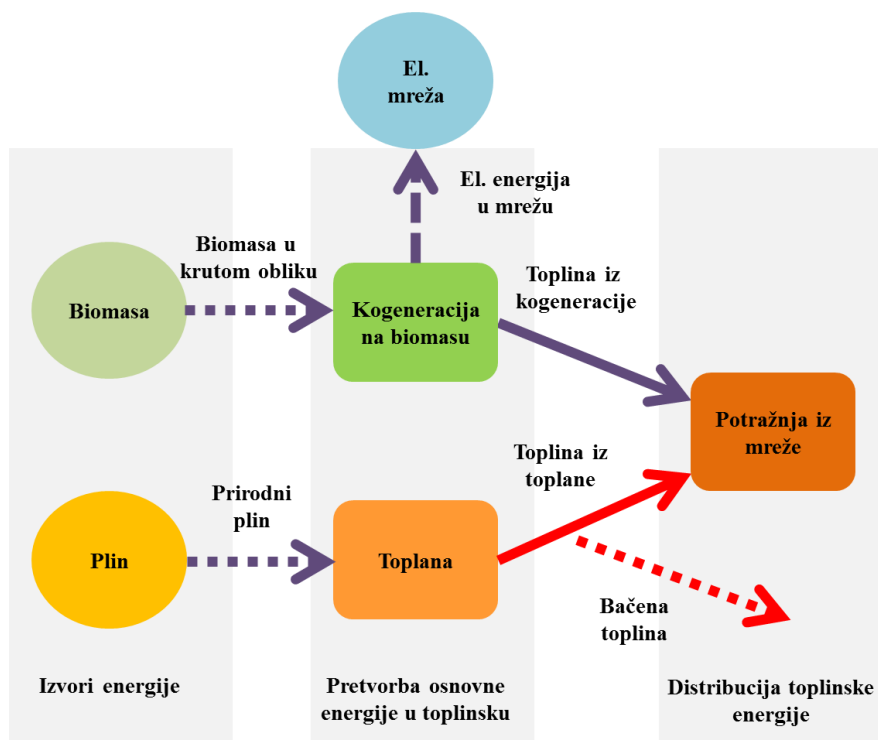 El.
mreža
El. energija
u mrežu
Biomasa u
krutom obliku
Biomasa
Kogeneracija
na biomasu
Toplina iz
kogeneracije
Potražnja iz
mreže
Toplina iz
toplane
Prirodni
plin
Plin
Toplana
Bačena
toplina
Izvori energije
Pretvorba osnovne
energije u toplinsku
Distribucija toplinske
energije